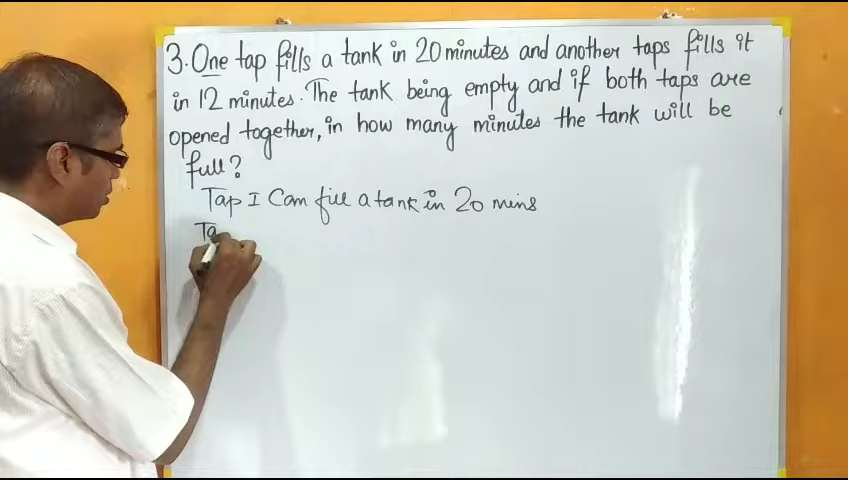 3. One tap fills a tank in 20 minutes and another taps fills it
in 12 minutes. The tank being empty and if both taps are
opened together, in how many minutes the tank will be
full?
Tap I Can fill a tank in 20 mins
Ta